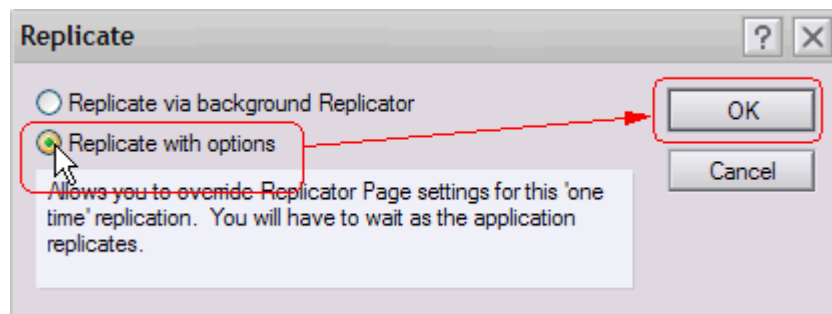 Replicate
Replicate via background Replicator
Replicate with options
OK
Cancel
Allows you to override Replicator Page settings for this 'one
time' replication. You will have to wait as the application
replicates.